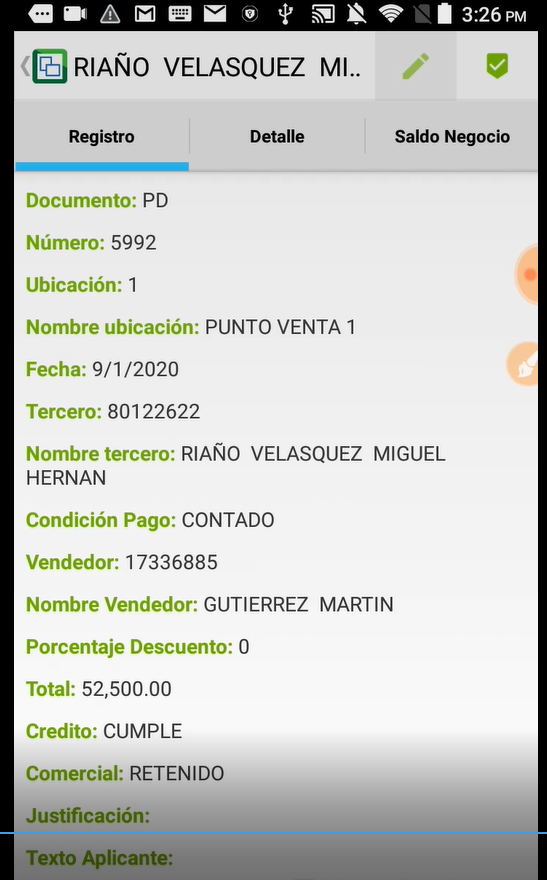 3:26 PM
RIAÑO VELASQUEZ MI..
Registro
Detalle
Saldo Negocio
Documento: PD
Número: 5992
Ubicación: 1
Nombre ubicación: PUNTO VENTA 1
Fecha: 9/1/2020
Tercero: 80122622
Nombre tercero: RIAÑO VELASQUEZ MIGUEL
HERNAN
Condición Pago: CONTADO
Vendedor: 17336885
Nombre Vendedor: GUTIERREZ MARTIN
Porcentaje Descuento: 0
Total: 52,500.00
Credito: CUMPLE
Comercial: RETENIDO
Justificación:
Texto Aplicante: